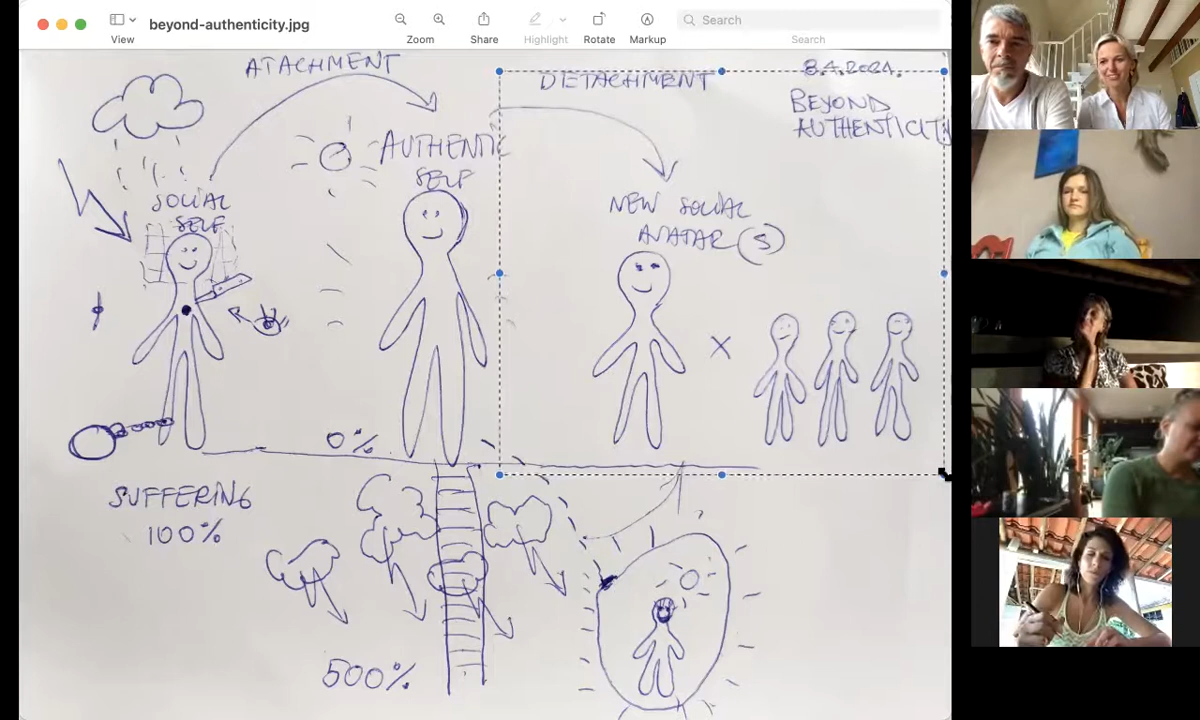 beyond-authenticity.jpg
View
Zoom
Share
Highlight
Rotate
Markup
Search
Search
ATACHMENT
DETACHMENT
8.4.2021.
BEYOND
AUTHENTICITY
AUTHENTIC
SELF
SOCIAL
SELF
NEW SOCIAL
AVATAR(S)
X
0%
SUFFERING
100%
500%